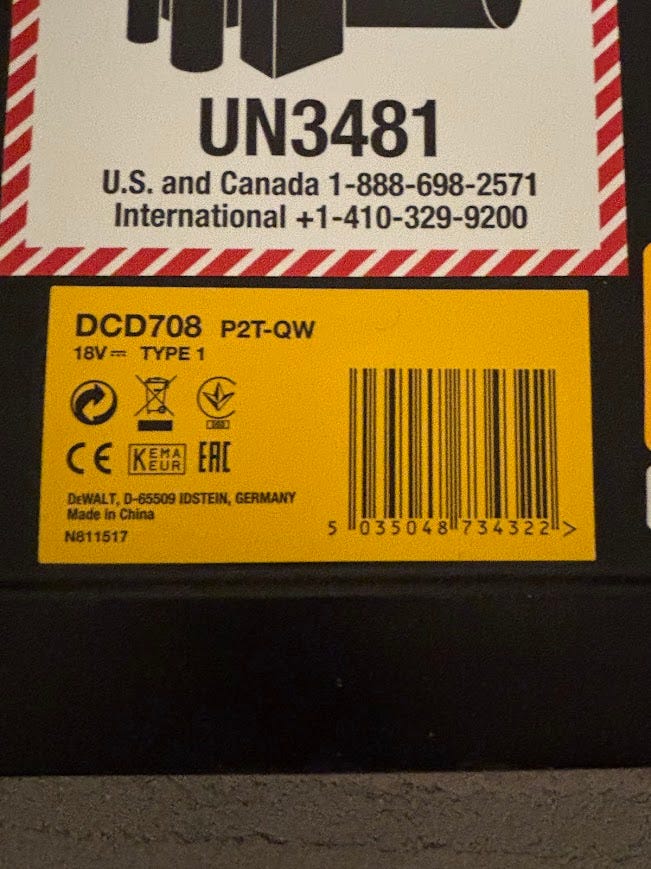 UN3481
U.S. and Canada 1-888-698-2571
International +1-410-329-9200
DCD708 P2T-QW
18V⎓ TYPE 1
CE KEMA EUR EAC
DEWALT, D-65509 IDSTEIN, GERMANY
Made in China
N811517
5 035048 734322 >